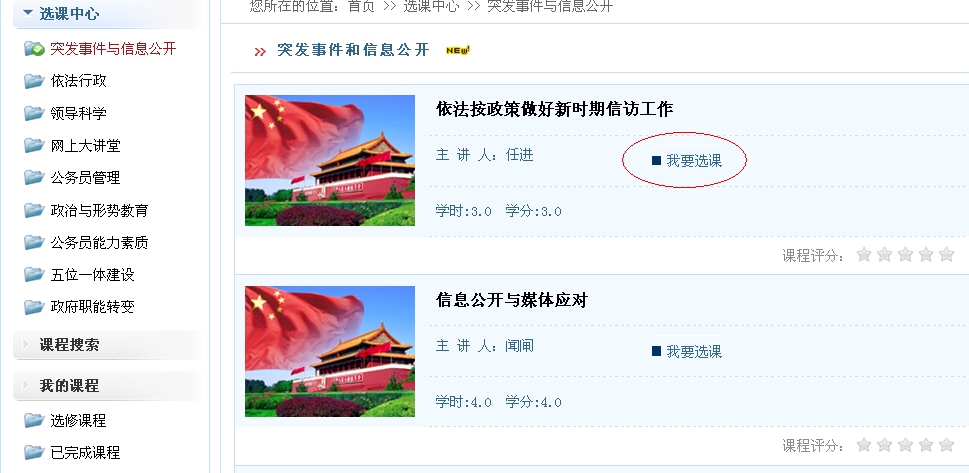 您所在的位置：首页 >> 选课中心 >> 突发事件与信息公开
选课中心
突发事件与信息公开
依法行政
领导科学
网上大讲堂
公务员管理
政治与形势教育
公务员能力素质
五位一体建设
政府职能转变
课程搜索
我的课程
选修课程
已完成课程
突发事件和信息公开 NEW!
依法按政策做好新时期信访工作
主 讲 人：任进
我要选课
学时:3.0 学分:3.0
课程评分：
信息公开与媒体应对
主 讲 人：闻闸
我要选课
学时:4.0 学分:4.0
课程评分：